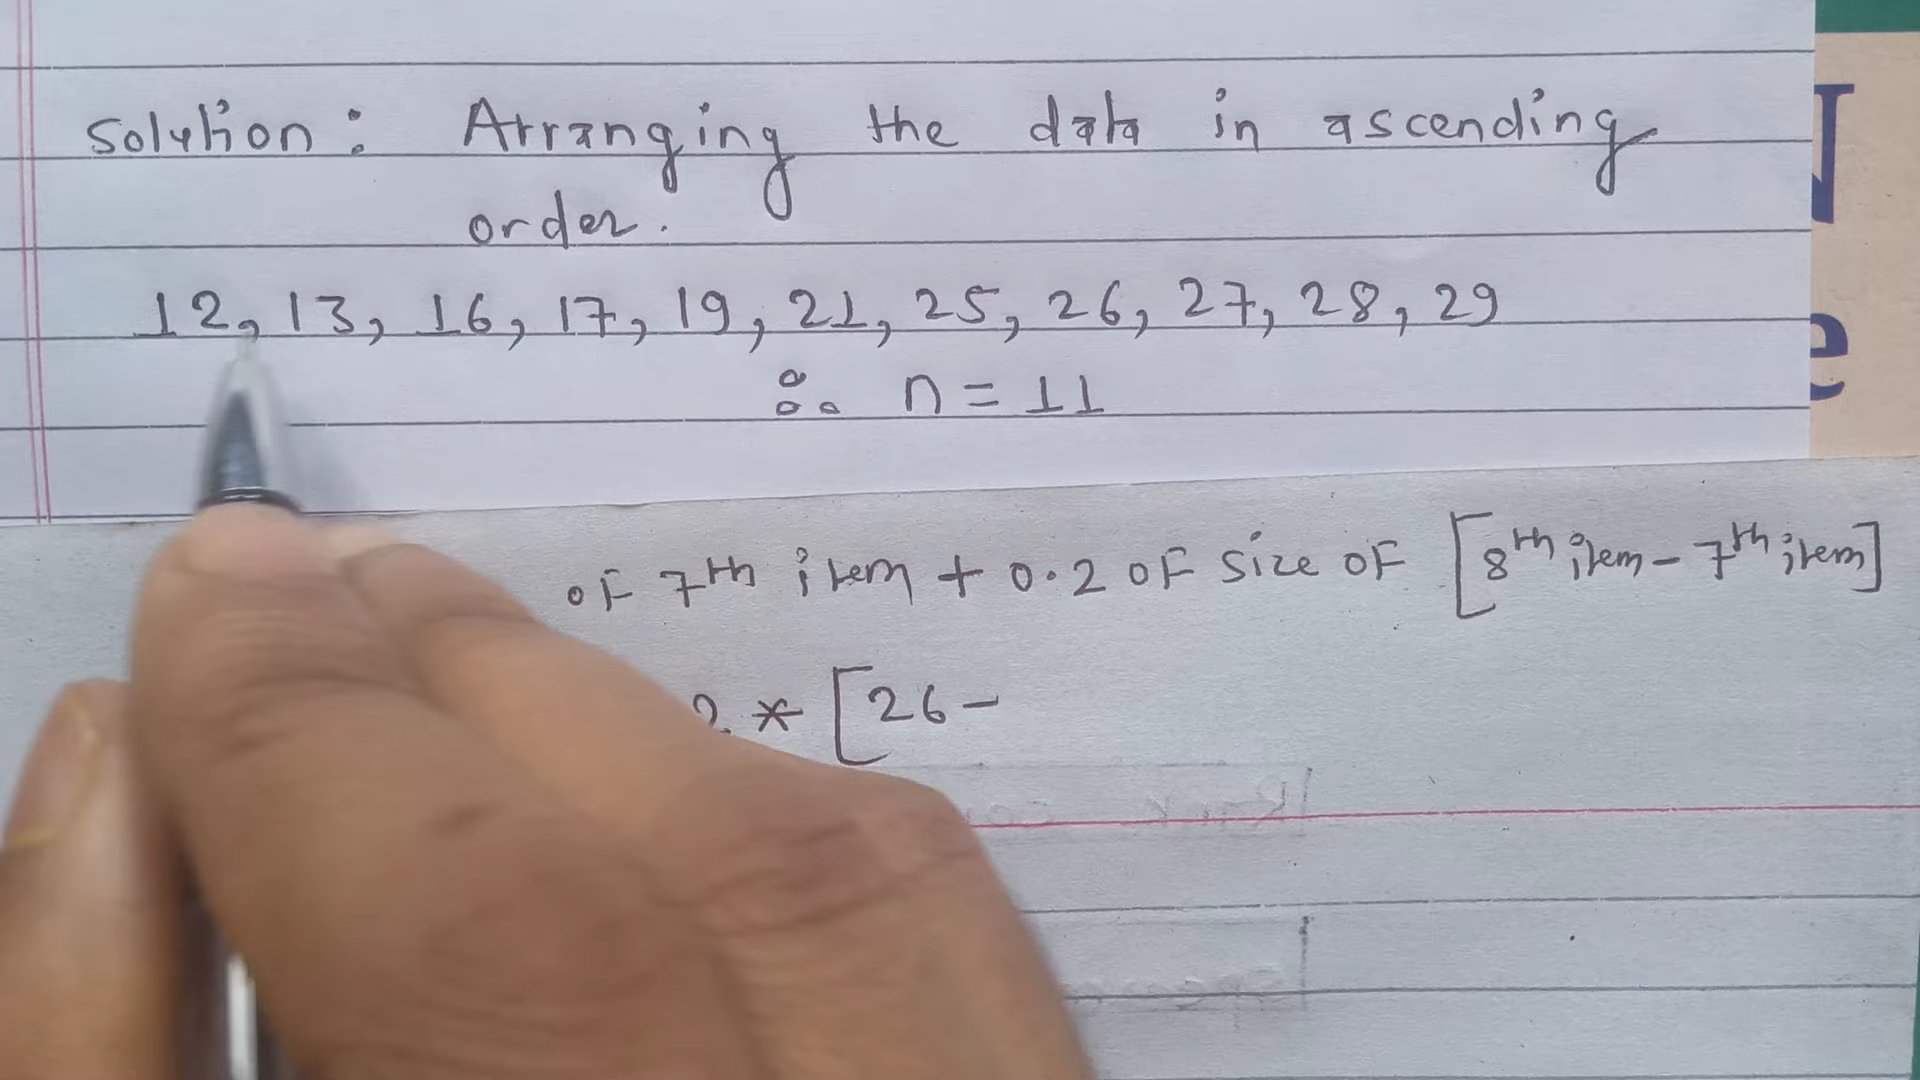 Solution: Arranging the data in ascending
order.
12, 13, 16, 17, 19, 21, 25, 26, 27, 28, 29
∴ n = 11
of 7th item + 0.2 of size of [8th item - 7th item]
2 * [26 -
N
e